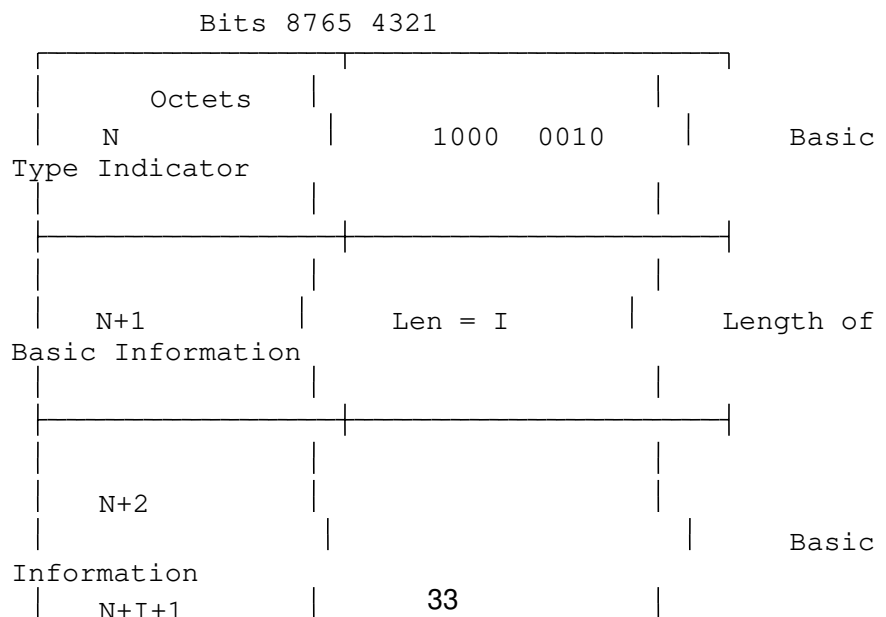 Bits 8765 4321
Octets
N 1000 0010 Basic
Type Indicator
N+1 Len = I Length of
Basic Information
N+2
Basic
Information
N+I+1 33